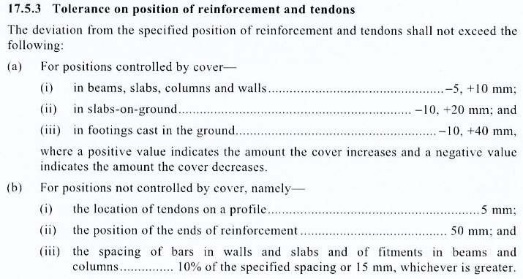 17.5.3 Tolerance on position of reinforcement and tendons
The deviation from the specified position of reinforcement and tendons shall not exceed the
following:
(a) For positions controlled by cover—
(i) in beams, slabs, columns and walls......................................................–5, +10 mm;
(ii) in slabs-on-ground...................................................................... –10, +20 mm; and
(iii) in footings cast in the ground..............................................................–10, +40 mm,
where a positive value indicates the amount the cover increases and a negative value
indicates the amount the cover decreases.
(b) For positions not controlled by cover, namely—
(i) the location of tendons on a profile................................................................5 mm;
(ii) the position of the ends of reinforcement ............................................. 50 mm; and
(iii) the spacing of bars in walls and slabs and of fitments in beams and
columns............... 10% of the specified spacing or 15 mm, whichever is greater.